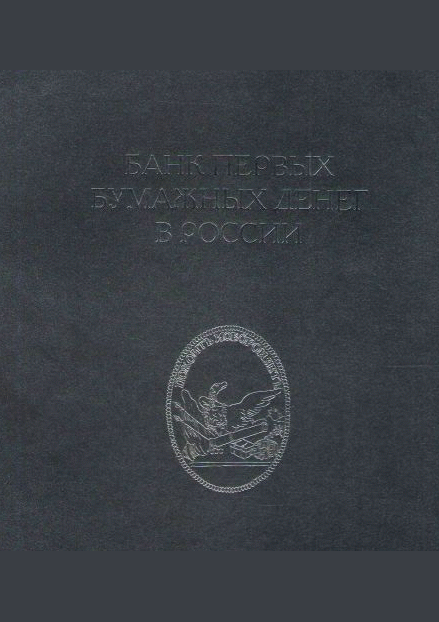 БАНК ПЕРВЫХ
БУМАЖНЫХ ДЕНЕГ
В РОССИИ